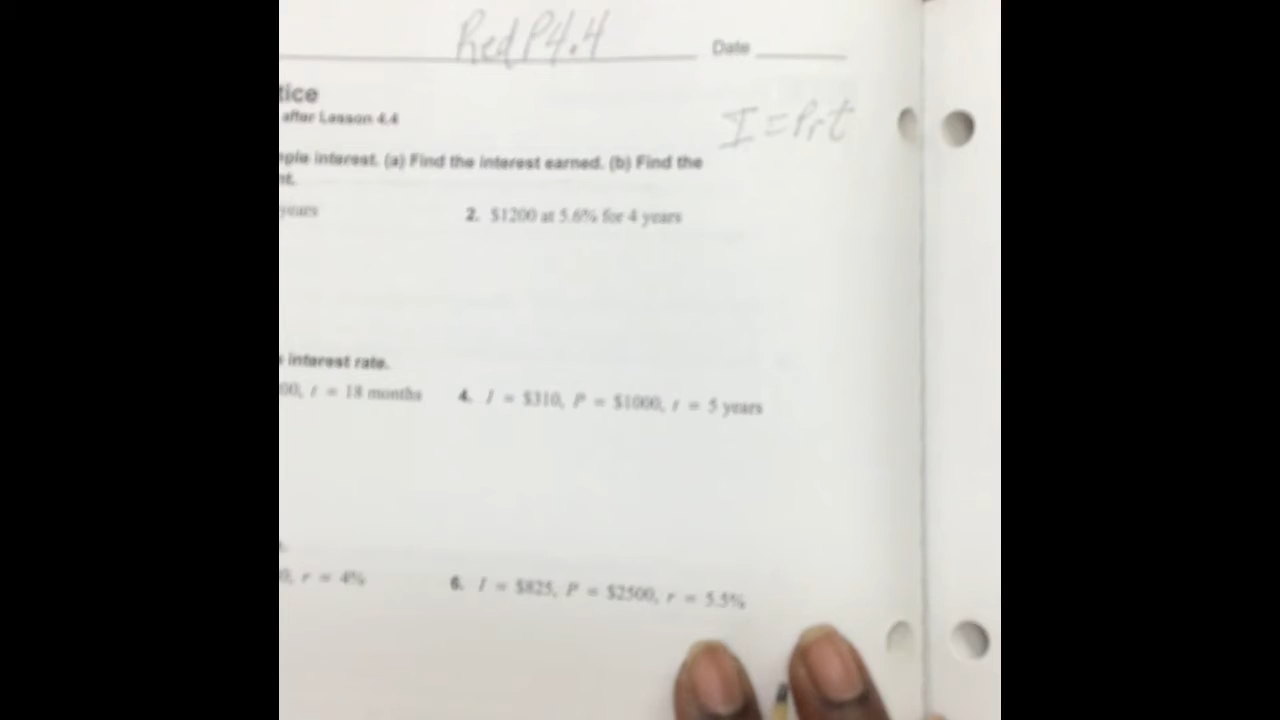 Red P4.4
Date
tice
after Lesson 4.4
I = Prt
ple interest. (a) Find the interest earned. (b) Find the
nt.
years
2. $1200 at 5.6% for 4 years
interest rate.
00, t = 18 months
4. I = $310, P = $1000, t = 5 years
0, r = 4%
6. I = $825, P = $2500, r = 5.5%